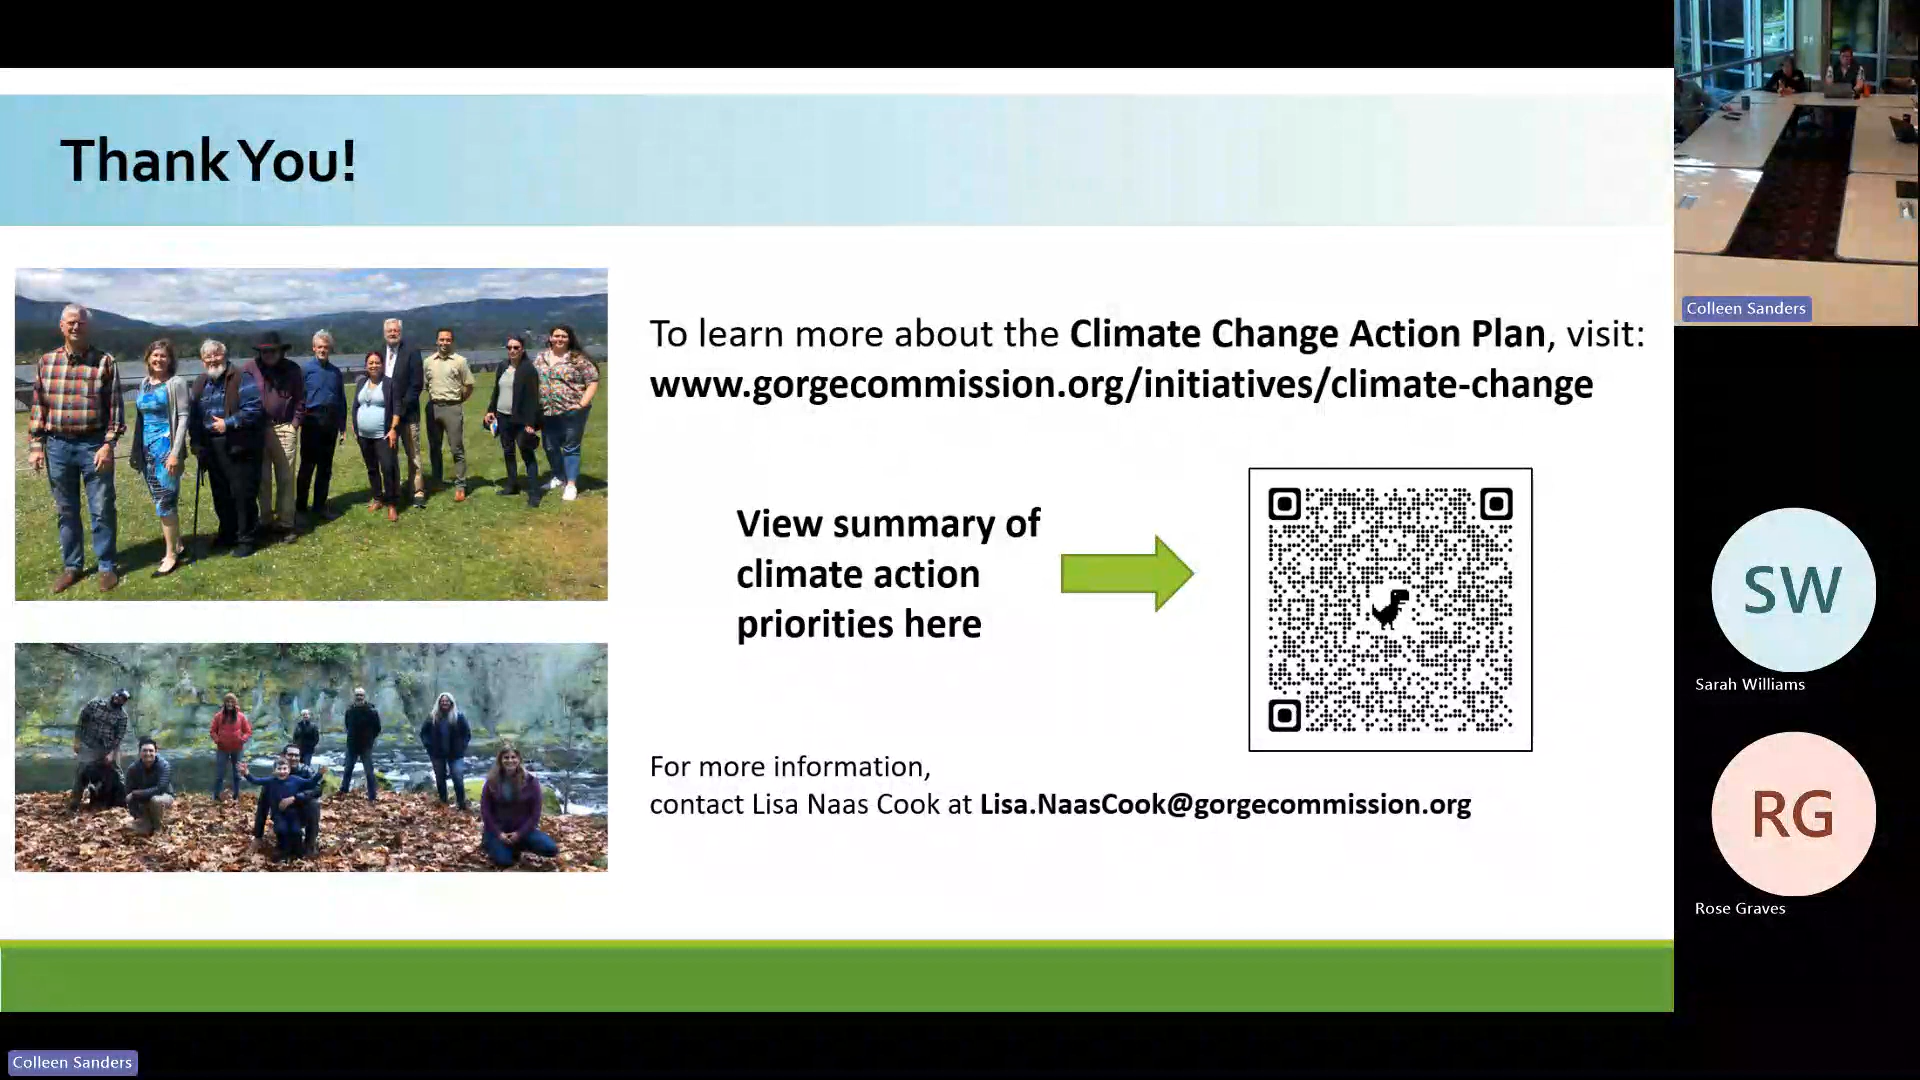 Thank You!
To learn more about the Climate Change Action Plan, visit:
www.gorgecommission.org/initiatives/climate-change
View summary of
climate action
priorities here
For more information,
contact Lisa Naas Cook at Lisa.NaasCook@gorgecommission.org
Colleen Sanders
SW
Sarah Williams
RG
Rose Graves
Colleen Sanders